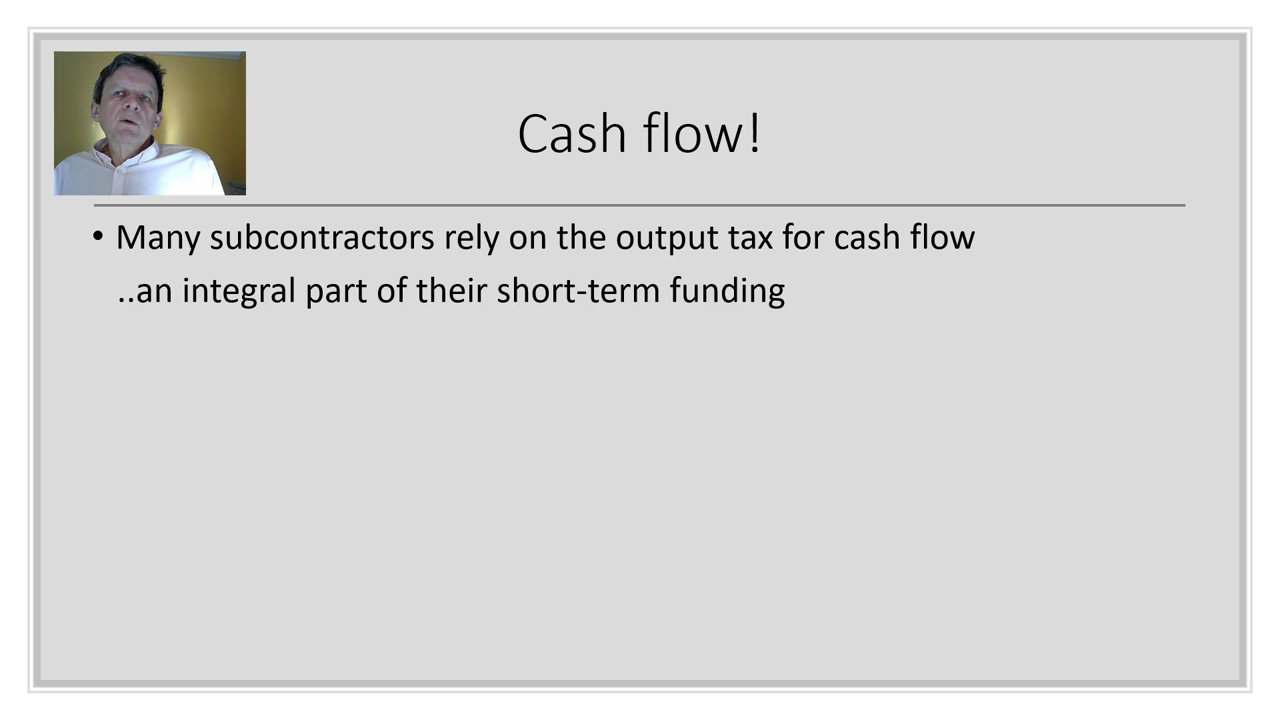 Cash flow!
• Many subcontractors rely on the output tax for cash flow
..an integral part of their short-term funding